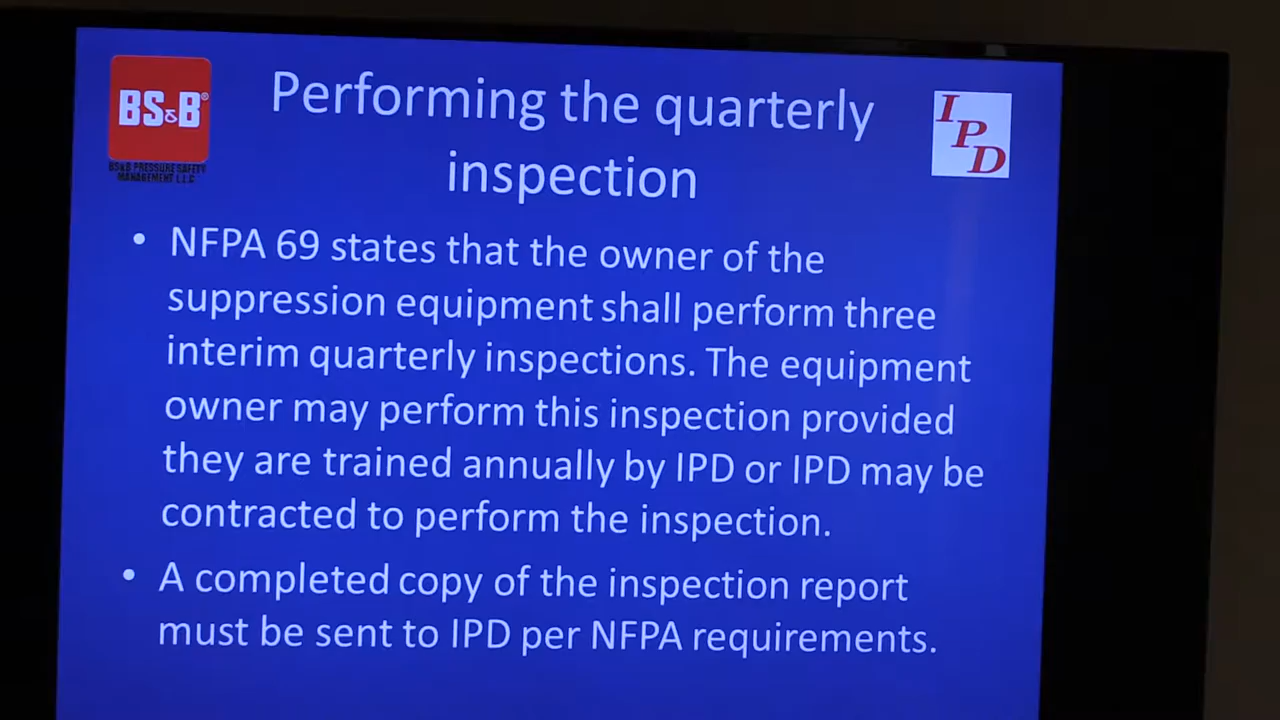 BS&B®
BS&B PRESSURE SAFETY
MANAGEMENT L.L.C.
Performing the quarterly
inspection
IPD
• NFPA 69 states that the owner of the
suppression equipment shall perform three
interim quarterly inspections. The equipment
owner may perform this inspection provided
they are trained annually by IPD or IPD may be
contracted to perform the inspection.
• A completed copy of the inspection report
must be sent to IPD per NFPA requirements.